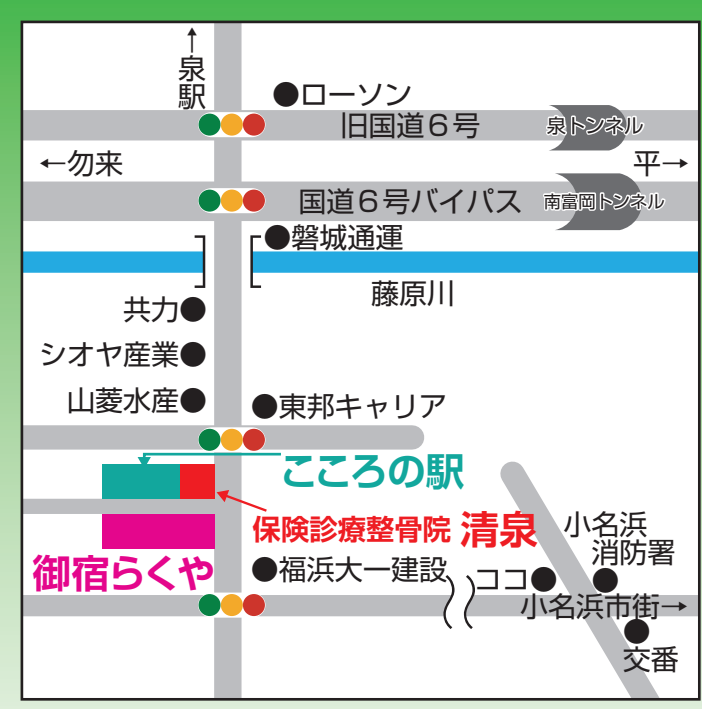 ↑
泉駅
●ローソン
旧国道6号
泉トンネル
←勿来
平→
国道6号バイパス
南富岡トンネル
●磐城通運
藤原川
共力●
シオヤ産業●
山菱水産●
●東邦キャリア
こころの駅
保険診療整骨院 清泉
御宿らくや
●福浜大一建設
ココ●
小名浜
消防署
小名浜市街→
交番